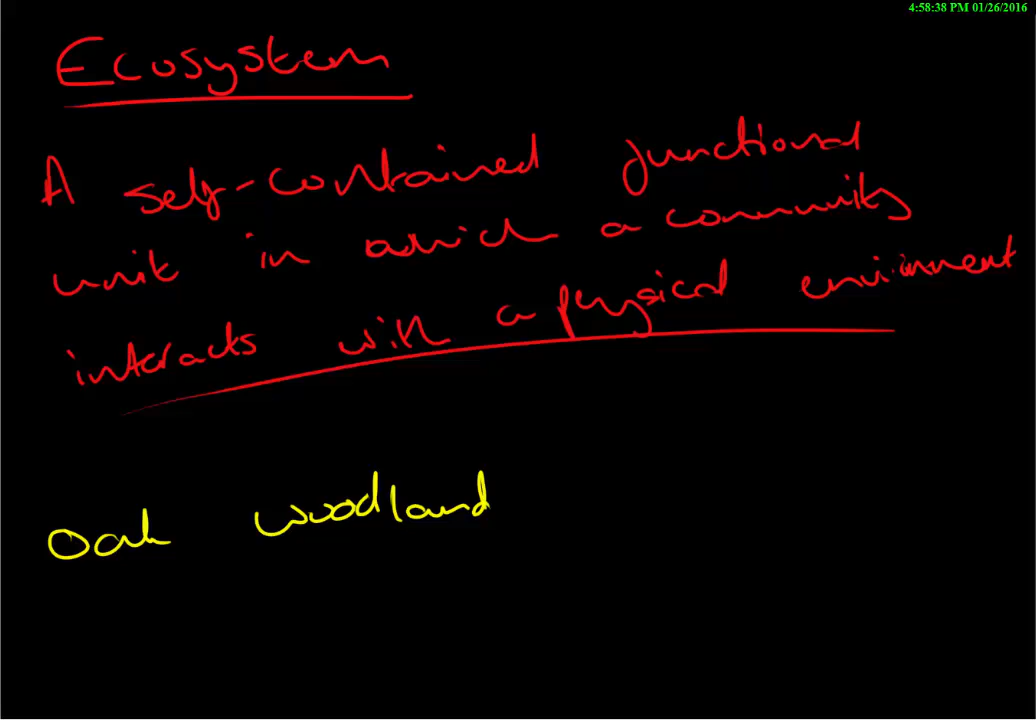 4:58:38 PM 01/26/2016
Ecosystem
A self-contained functional
unit in which a community
interacts with a physical environment
Oak woodland